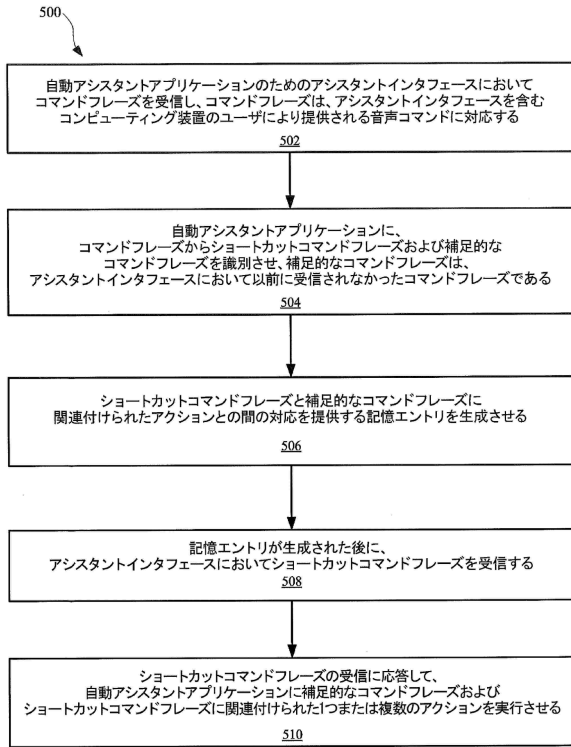 500
自動アシスタントアプリケーションのためのアシスタントインタフェースにおいて
コマンドフレーズを受信し、コマンドフレーズは、アシスタントインタフェースを含む
コンピューティング装置のユーザにより提供される音声コマンドに対応する
502
自動アシスタントアプリケーションに、
コマンドフレーズからショートカットコマンドフレーズおよび補足的な
コマンドフレーズを識別させ、補足的なコマンドフレーズは、
アシスタントインタフェースにおいて以前に受信されなかったコマンドフレーズである
504
ショートカットコマンドフレーズと補足的なコマンドフレーズに
関連付けられたアクションとの間の対応を提供する記憶エントリを生成させる
506
記憶エントリが生成された後に、
アシスタントインタフェースにおいてショートカットコマンドフレーズを受信する
508
ショートカットコマンドフレーズの受信に応答して、
自動アシスタントアプリケーションに補足的なコマンドフレーズおよび
ショートカットコマンドフレーズに関連付けられた1つまたは複数のアクションを実行させる
510